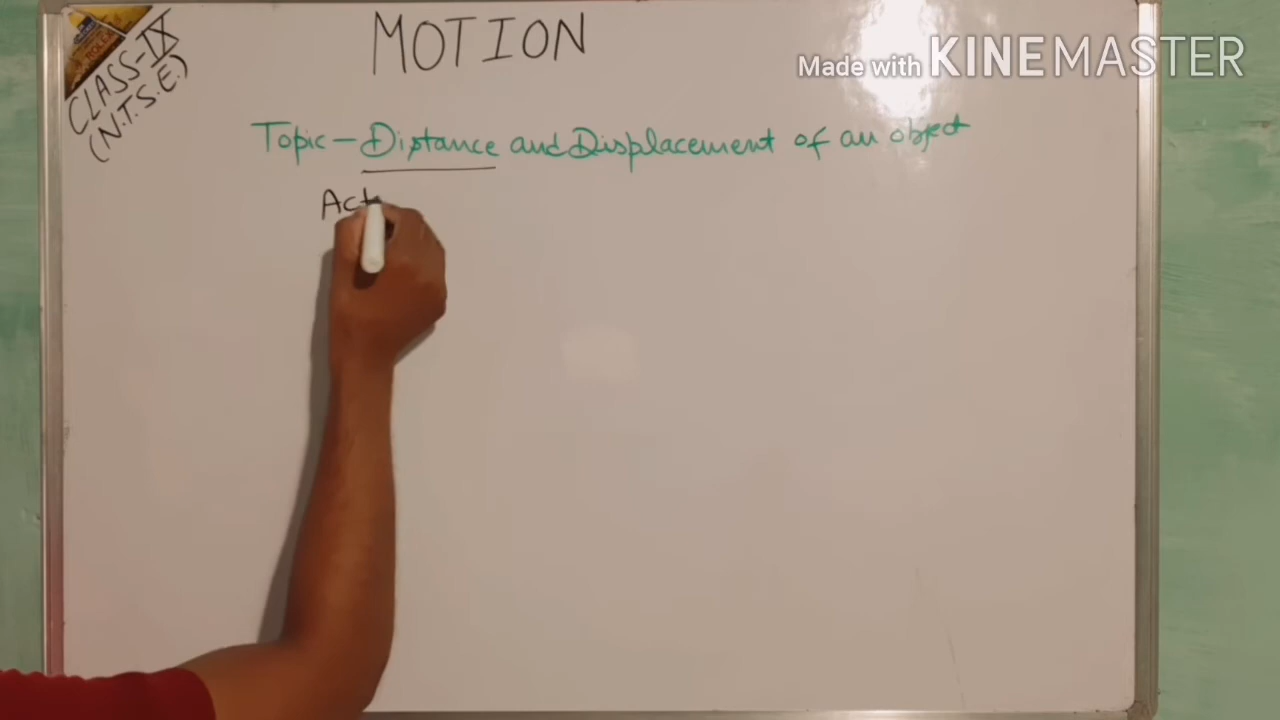 MOTION
Made with KINEMASTER
CLASS-IX
(N.T.S.E.)
Topic-Distance and Displacement of an object
Act